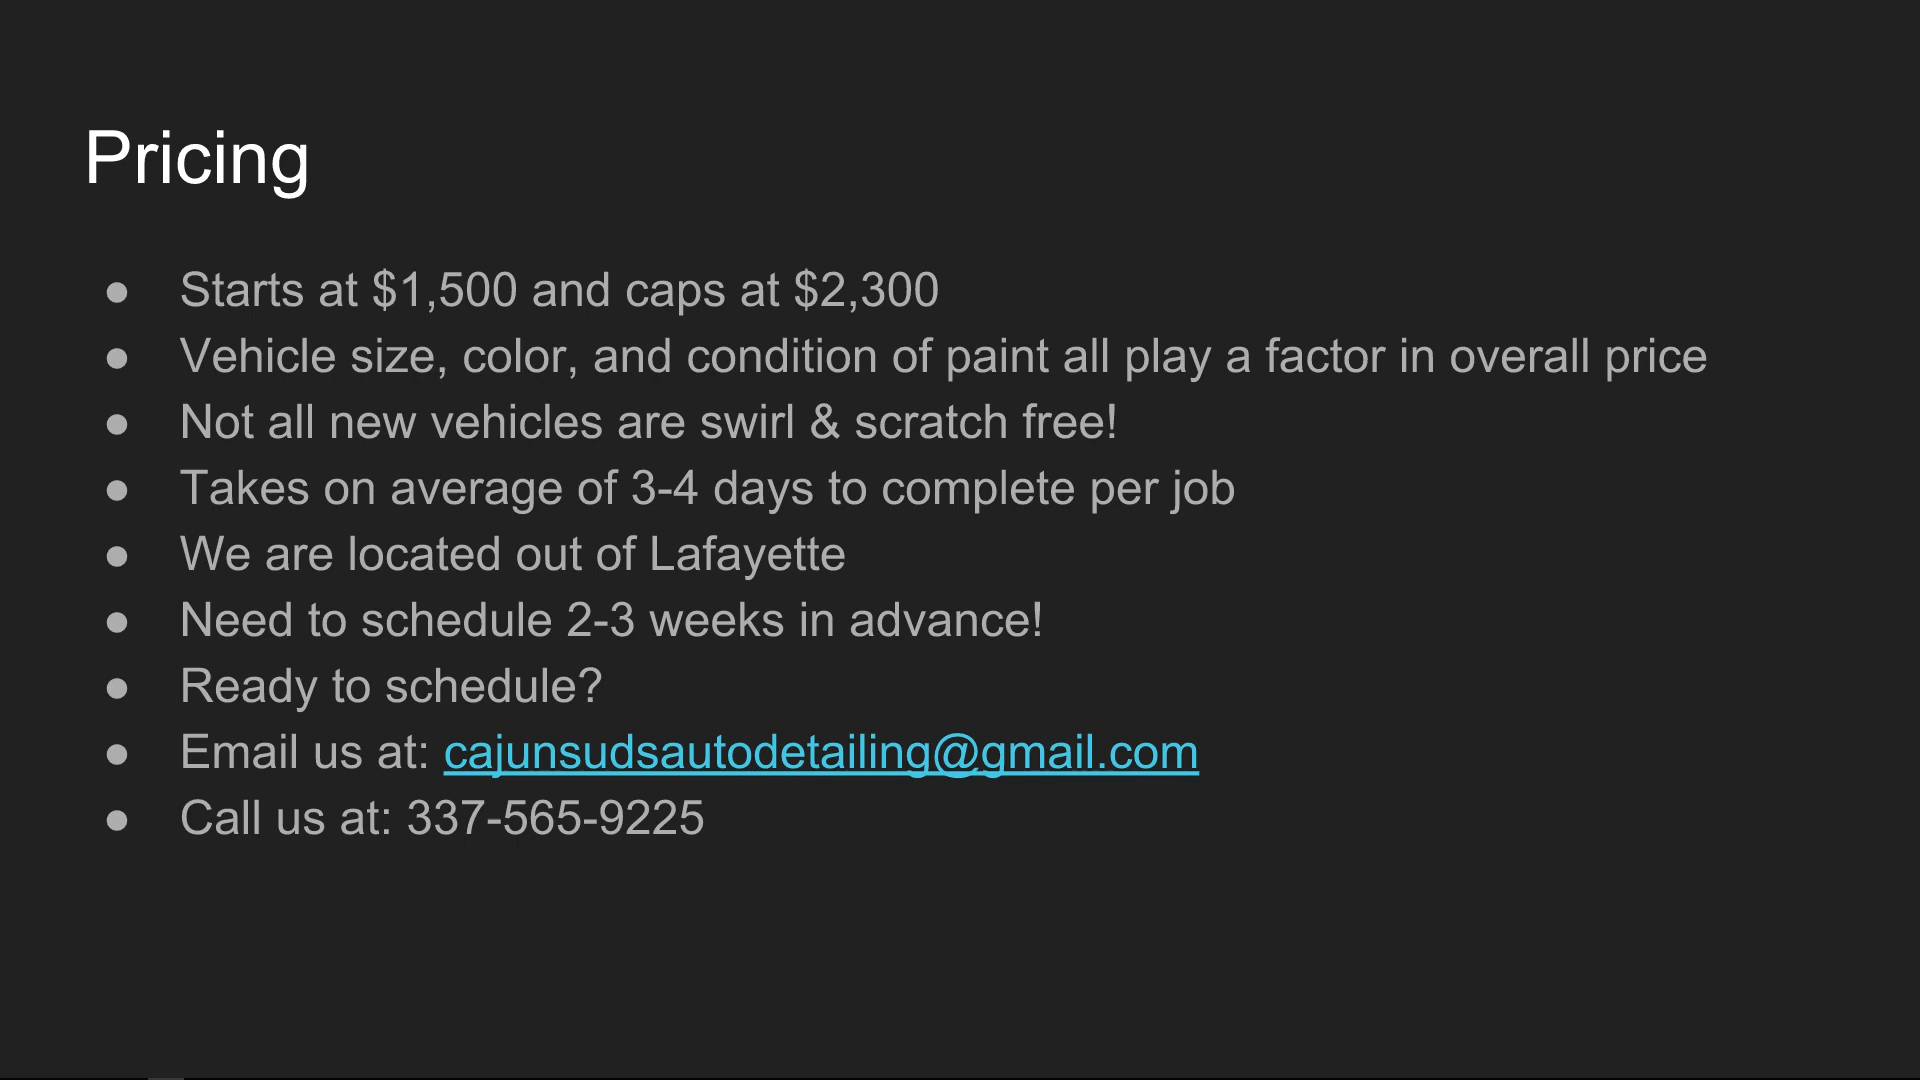 Pricing
● Starts at $1,500 and caps at $2,300
● Vehicle size, color, and condition of paint all play a factor in overall price
● Not all new vehicles are swirl & scratch free!
● Takes on average of 3-4 days to complete per job
● We are located out of Lafayette
● Need to schedule 2-3 weeks in advance!
● Ready to schedule?
● Email us at: cajunsudsautodetailing@gmail.com
● Call us at: 337-565-9225